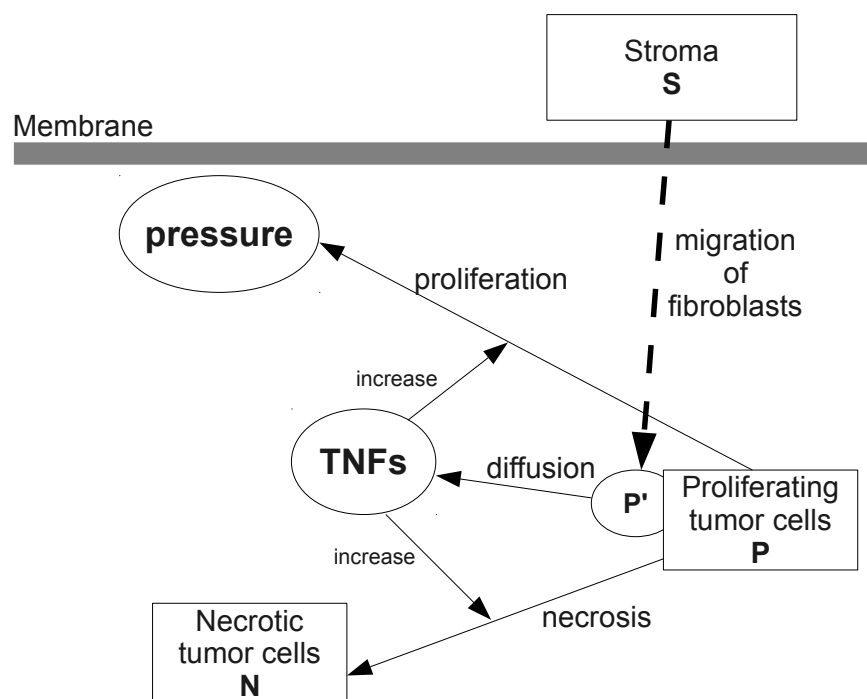 Stroma
S
Membrane
pressure
migration
of
fibroblasts
proliferation
increase
TNFs
diffusion
P'
Proliferating
tumor cells
P
increase
necrosis
Necrotic
tumor cells
N